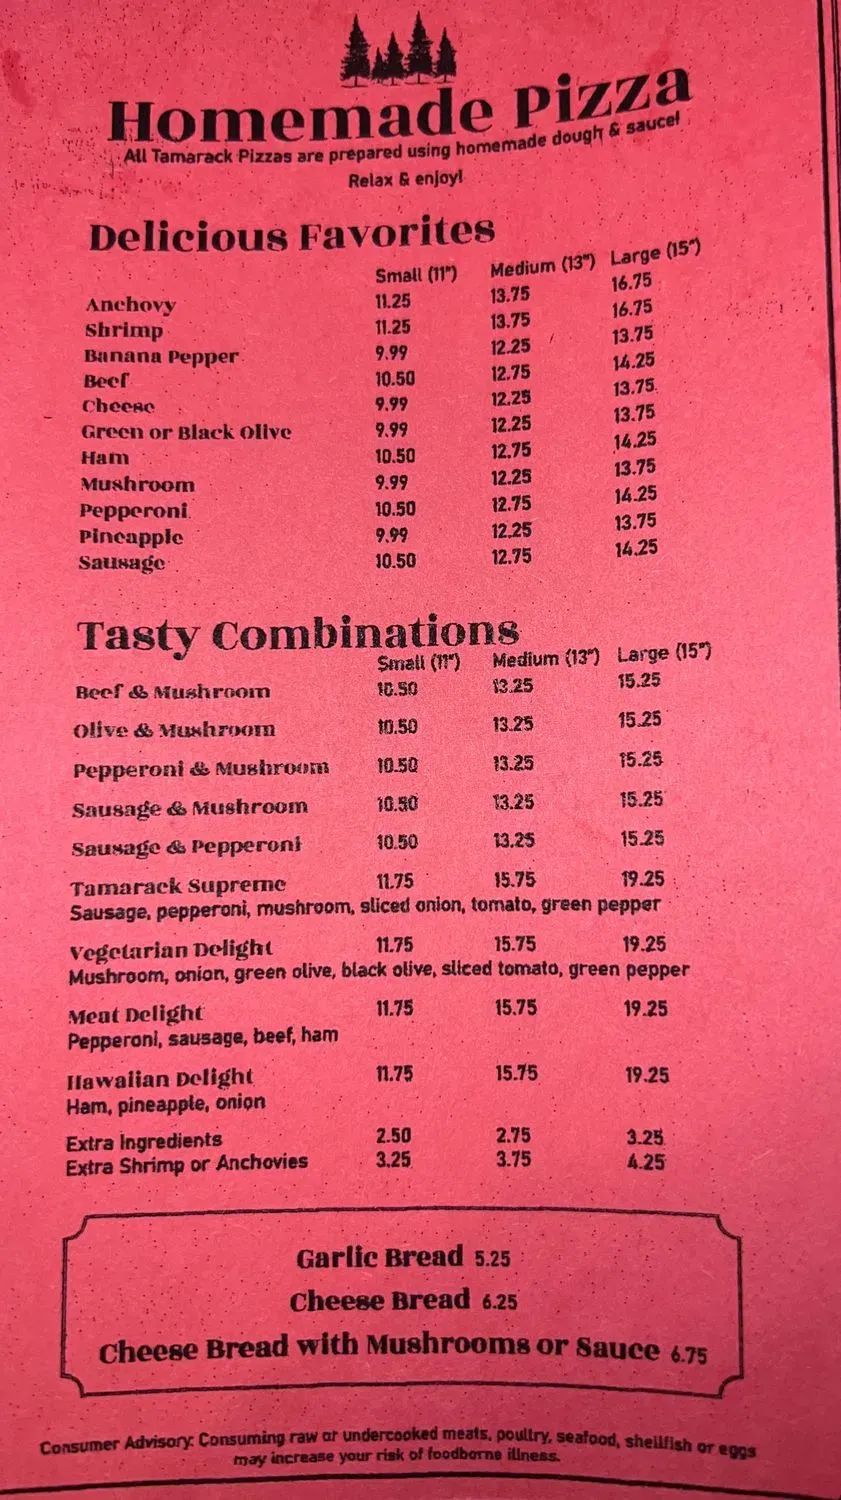 Homemade Pizza
All Tamarack Pizzas are prepared using homemade dough & sauce!
Relax & enjoy!
Delicious Favorites
Small (11") Medium (13") Large (15")
Anchovy 11.25 13.75 16.75
Shrimp 11.25 13.75 16.75
Banana Pepper 9.99 12.25 13.75
Beef 10.50 12.75 14.25
Cheese 9.99 12.25 13.75
Green or Black Olive 9.99 12.25 13.75
Ham 10.50 12.75 14.25
Mushroom 9.99 12.25 13.75
Pepperoni 10.50 12.75 14.25
Pineapple 9.99 12.25 13.75
Sausage 10.50 12.75 14.25
Tasty Combinations
Small (11") Medium (13") Large (15")
Beef & Mushroom 10.50 13.25 15.25
Olive & Mushroom 10.50 13.25 15.25
Pepperoni & Mushroom 10.50 13.25 15.25
Sausage & Mushroom 10.50 13.25 15.25
Sausage & Pepperoni 10.50 13.25 15.25
Tamarack Supreme 11.75 15.75 19.25
Sausage, pepperoni, mushroom, sliced onion, tomato, green pepper
Vegetarian Delight 11.75 15.75 19.25
Mushroom, onion, green olive, black olive, sliced tomato, green pepper
Meat Delight 11.75 15.75 19.25
Pepperoni, sausage, beef, ham
Hawaiian Delight 11.75 15.75 19.25
Ham, pineapple, onion
Extra Ingredients 2.50 2.75 3.25
Extra Shrimp or Anchovies 3.25 3.75 4.25
Garlic Bread 5.25
Cheese Bread 6.25
Cheese Bread with Mushrooms or Sauce 6.75
Consumer Advisory: Consuming raw or undercooked meats, poultry, seafood, shellfish or eggs
may increase your risk of foodborne illness.